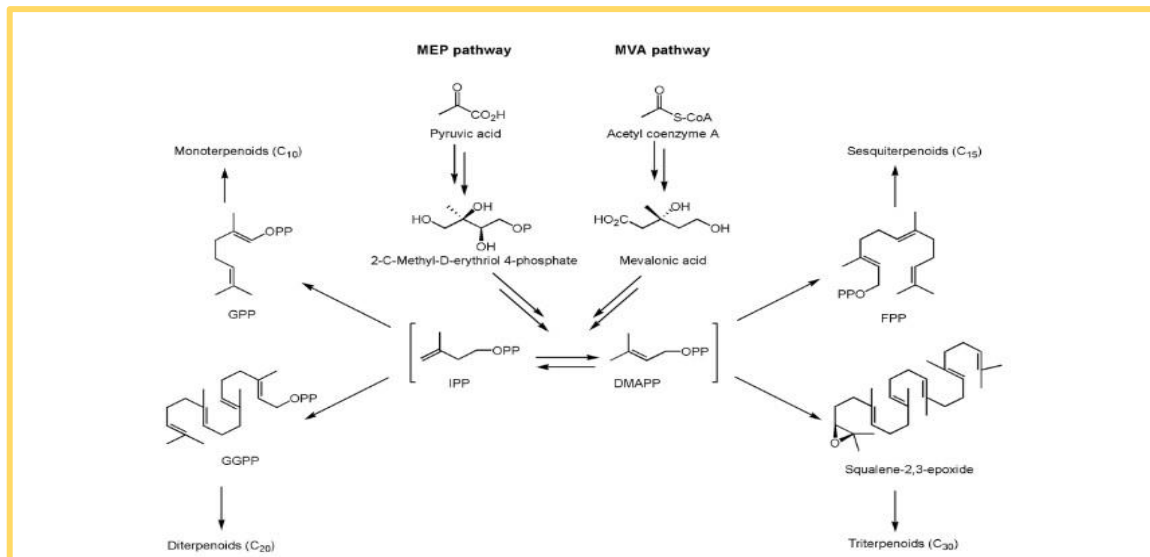 MEP pathway
MVA pathway
O
CO₂H
Pyruvic acid
O
S-CoA
Acetyl coenzyme A
Monoterpenoids (C₁₀)
Sesquiterpenoids (C₁₅)
OH
HO
OP
OH
2-C-Methyl-D-erythriol 4-phosphate
OH
HO₂C
OH
Mevalonic acid
OPP
GPP
PPO
FPP
OPP
IPP
OPP
DMAPP
OPP
GGPP
O
Squalene-2,3-epoxide
Diterpenoids (C₂₀)
Triterpenoids (C₃₀)